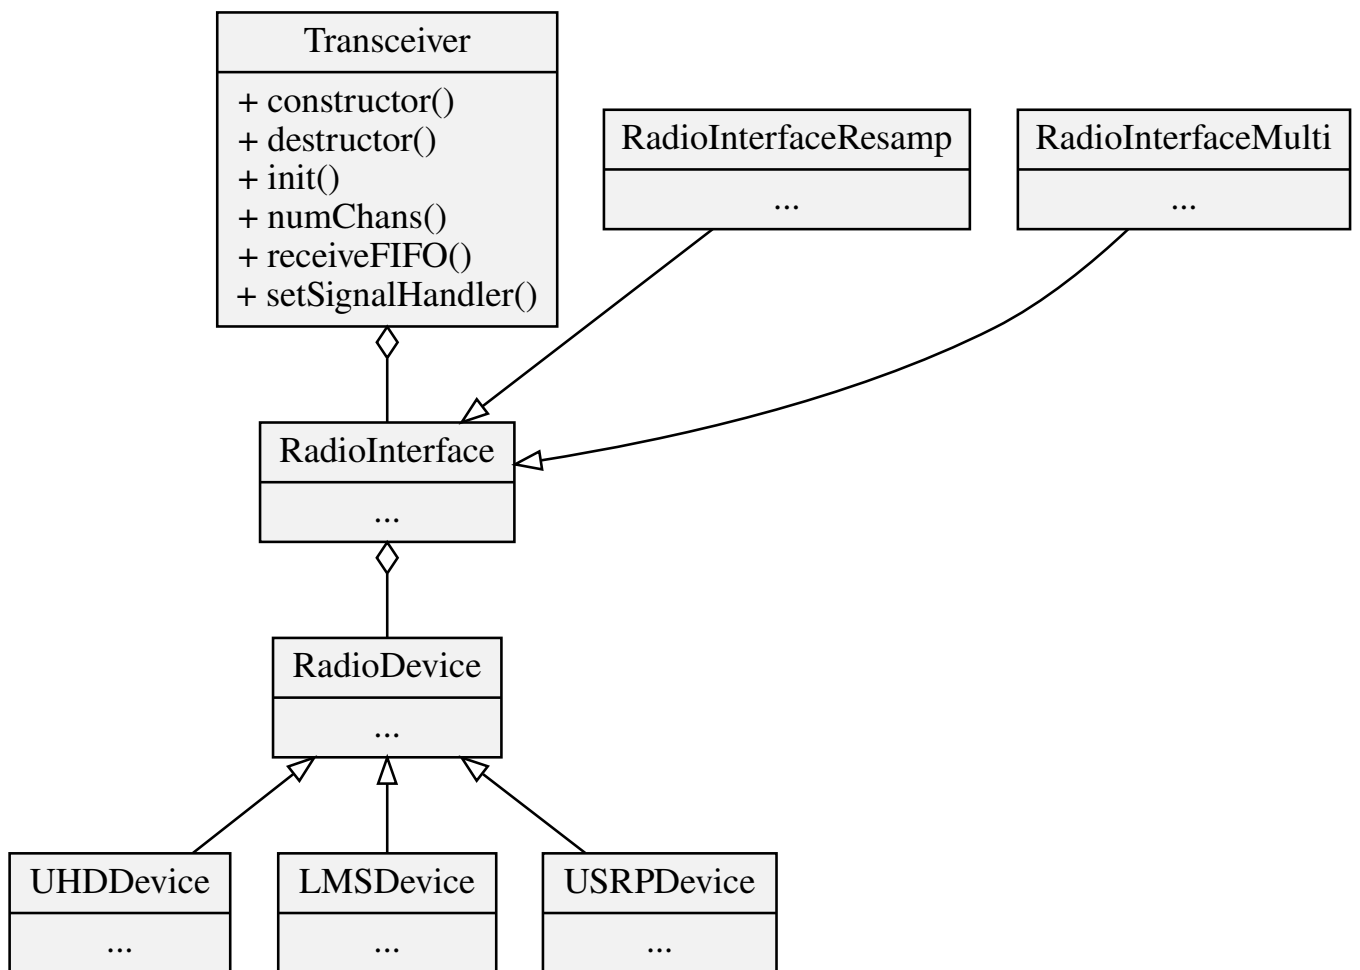 Transceiver
+ constructor()
+ destructor()
+ init()
+ numChans()
+ receiveFIFO()
+ setSignalHandler()
RadioInterfaceResamp
...
RadioInterfaceMulti
...
RadioInterface
...
RadioDevice
...
UHDDevice
...
LMSDevice
...
USRPDevice
...